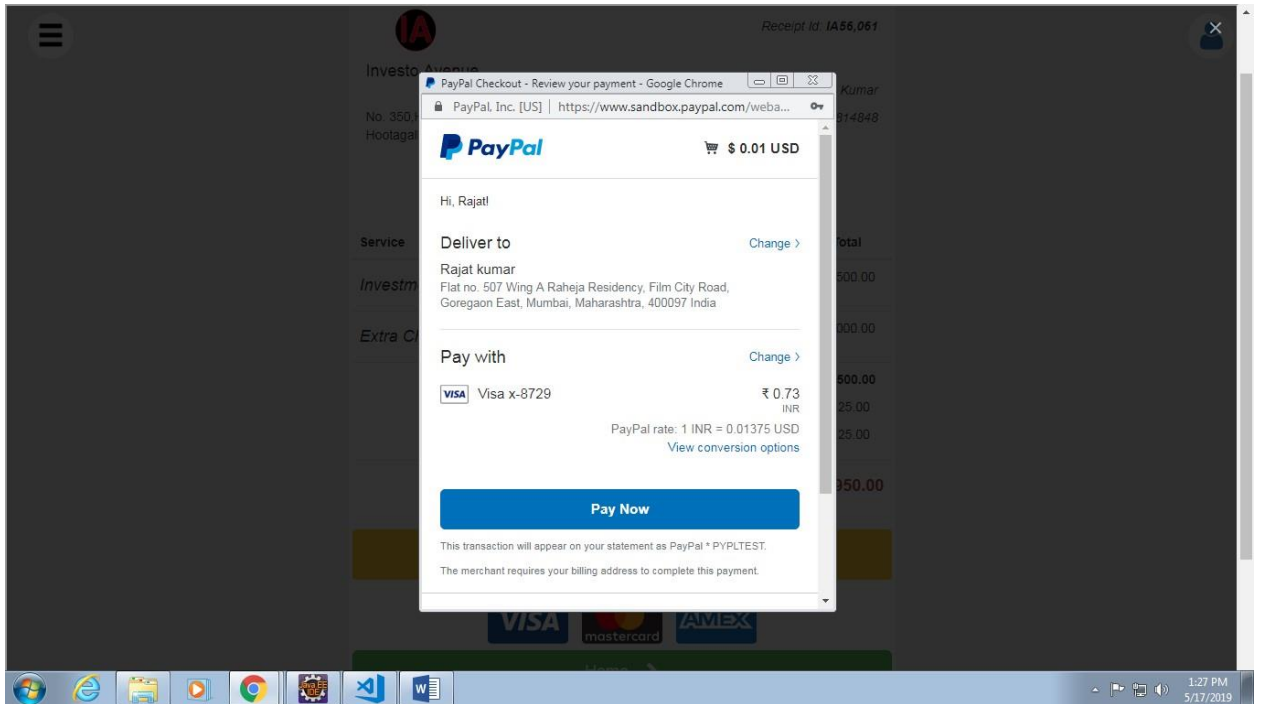 IA
Receipt Id: IA56,061
×
Investo Avenue
PayPal Checkout - Review your payment - Google Chrome
Kumar
PayPal, Inc. [US] | https://www.sandbox.paypal.com/weba...
No. 350,
814848
Hootagal
PayPal
$ 0.01 USD
Hi, Rajat!
Service
Deliver to
Change >
Total
Rajat kumar
Investm
Flat no. 507 Wing A Raheja Residency, Film City Road,
500.00
Goregaon East, Mumbai, Maharashtra, 400097 India
Extra Ch
000.00
Pay with
Change >
500.00
VISA Visa x-8729
₹ 0.73
INR
25.00
PayPal rate: 1 INR = 0.01375 USD
25.00
View conversion options
950.00
Pay Now
This transaction will appear on your statement as PayPal * PYPLTEST.
The merchant requires your billing address to complete this payment.
VISA
mastercard
AMEX
Home >
Java EE
IDE
W
1:27 PM
5/17/2019